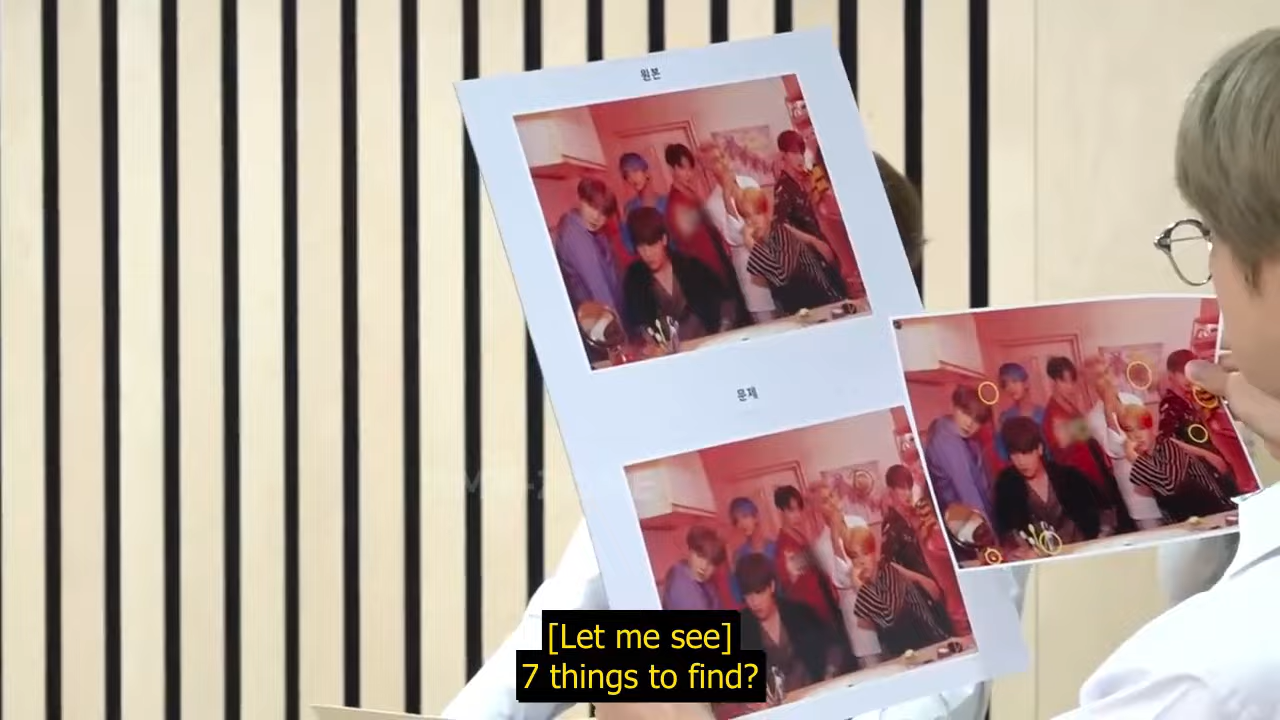 원본
문제
[Let me see]
7 things to find?